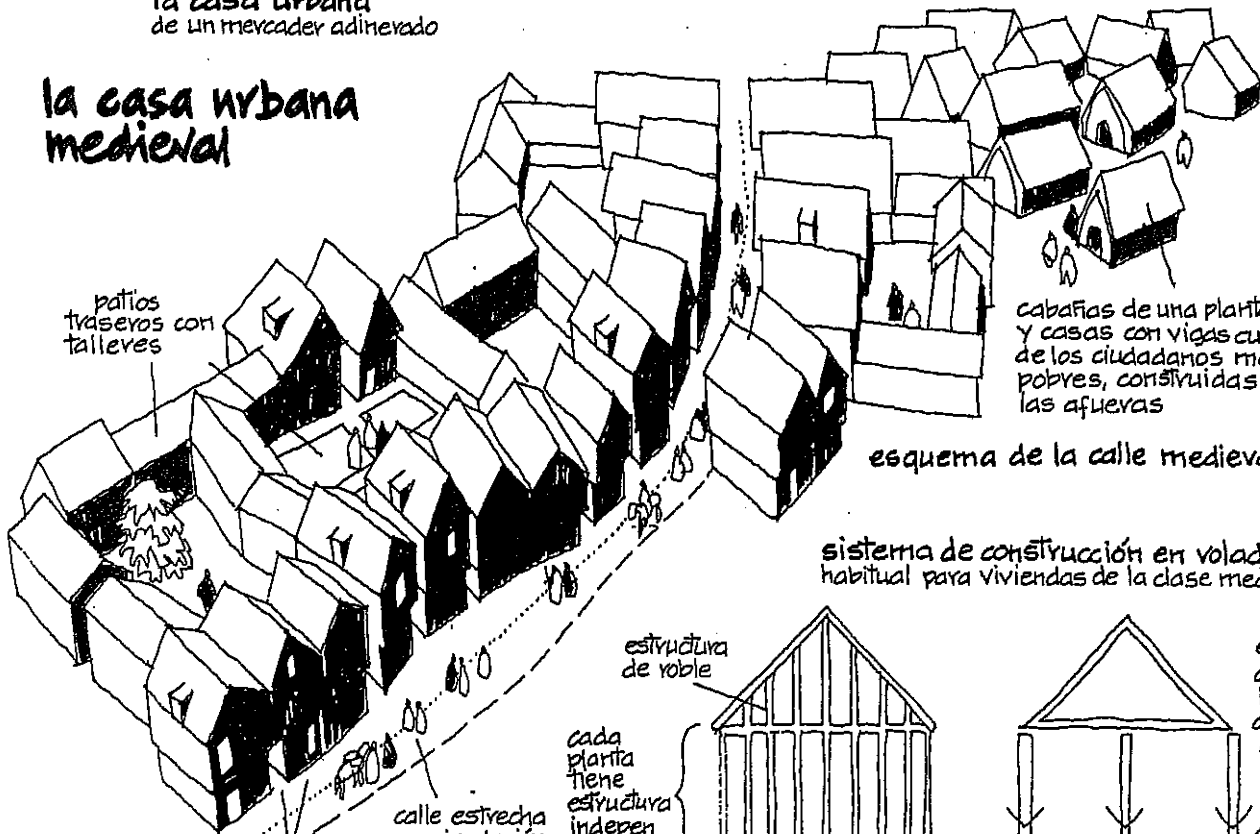 la casa urbana
de un mercader adinerado
la casa urbana
medieval
patios
traseros con
talleres
cabañas de una
y casas con vigas
de los ciudadanos
pobres, construidas
las afueras
esquema de la calle
sistema de construcción en
habitual para viviendas de la clase
estructura
de roble
cada
planta
tiene
estructura
indepen
calle estrecha